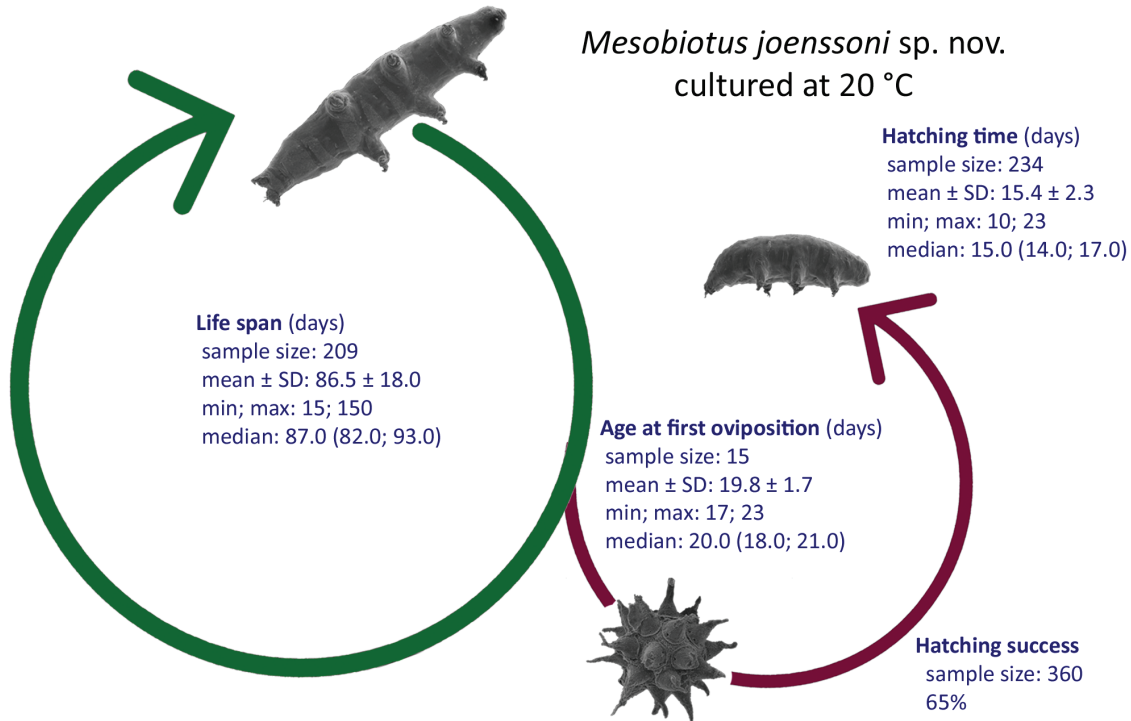 Mesobiotus joenssoni sp. nov.
cultured at 20 °C
Hatching time (days)
sample size: 234
mean ± SD: 15.4 ± 2.3
min; max: 10; 23
median: 15.0 (14.0; 17.0)
Life span (days)
sample size: 209
mean ± SD: 86.5 ± 18.0
min; max: 15; 150
median: 87.0 (82.0; 93.0)
Age at first oviposition (days)
sample size: 15
mean ± SD: 19.8 ± 1.7
min; max: 17; 23
median: 20.0 (18.0; 21.0)
Hatching success
sample size: 360
65%